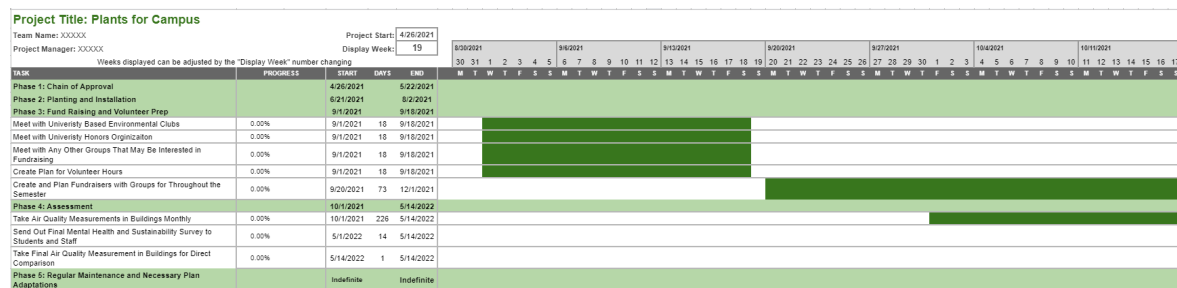 Project Title: Plants for Campus
Team Name: XXXXX Project Start: 4/26/2021
Project Manager: XXXXX Display Week: 19 8/30/2021 9/6/2021 9/13/2021 9/20/2021 9/27/2021 10/4/2021 10/11/2021
Weeks displayed can be adjusted by the "Display Week" number changing 30 31 1 2 3 4 5 6 7 8 9 10 11 12 13 14 15 16 17 18 19 20 21 22 23 24 25 26 27 28 29 30 1 2 3 4 5 6 7 8 9 10 11 12 13 14 15 16 17
TASK PROGRESS START DAYS END M T W T F S S M T W T F S S M T W T F S S M T W T F S S M T W T F S S M T W T F S S M T W T F S
Phase 1: Chain of Approval 4/26/2021 5/22/2021
Phase 2: Planting and Installation 6/21/2021 8/2/2021
Phase 3: Fund Raising and Volunteer Prep 9/1/2021 9/18/2021
Meet with Univeristy Based Environmental Clubs 0.00% 9/1/2021 18 9/18/2021
Meet with Univeristy Honors Orginizaiton 0.00% 9/1/2021 18 9/18/2021
Meet with Any Other Groups That May Be Interested in
Fundraising 0.00% 9/1/2021 18 9/18/2021
Create Plan for Volunteer Hours 0.00% 9/1/2021 18 9/18/2021
Create and Plan Fundraisers with Groups for Throughout the
Semester 0.00% 9/20/2021 73 12/1/2021
Phase 4: Assessment 10/1/2021 5/14/2022
Take Air Quality Measurements in Buildings Monthly 0.00% 10/1/2021 226 5/14/2022
Send Out Final Mental Health and Sustainability Survey to
Students and Staff 0.00% 5/1/2022 14 5/14/2022
Take Final Air Quality Measurement in Buildings for Direct
Comparison 0.00% 5/14/2022 1 5/14/2022
Phase 5: Regular Maintenance and Necessary Plan
Adaptations Indefinite Indefinite